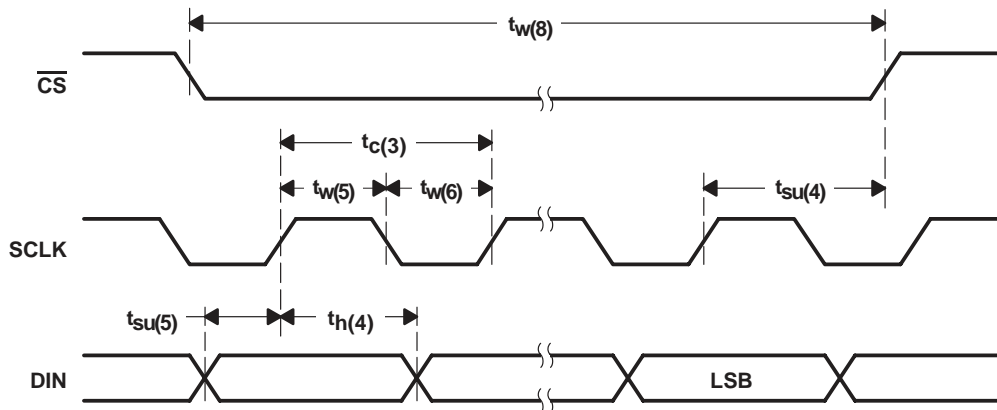 tw(8)
CS
tc(3)
tw(5) tw(6) tsu(4)
SCLK
tsu(5) th(4)
DIN LSB